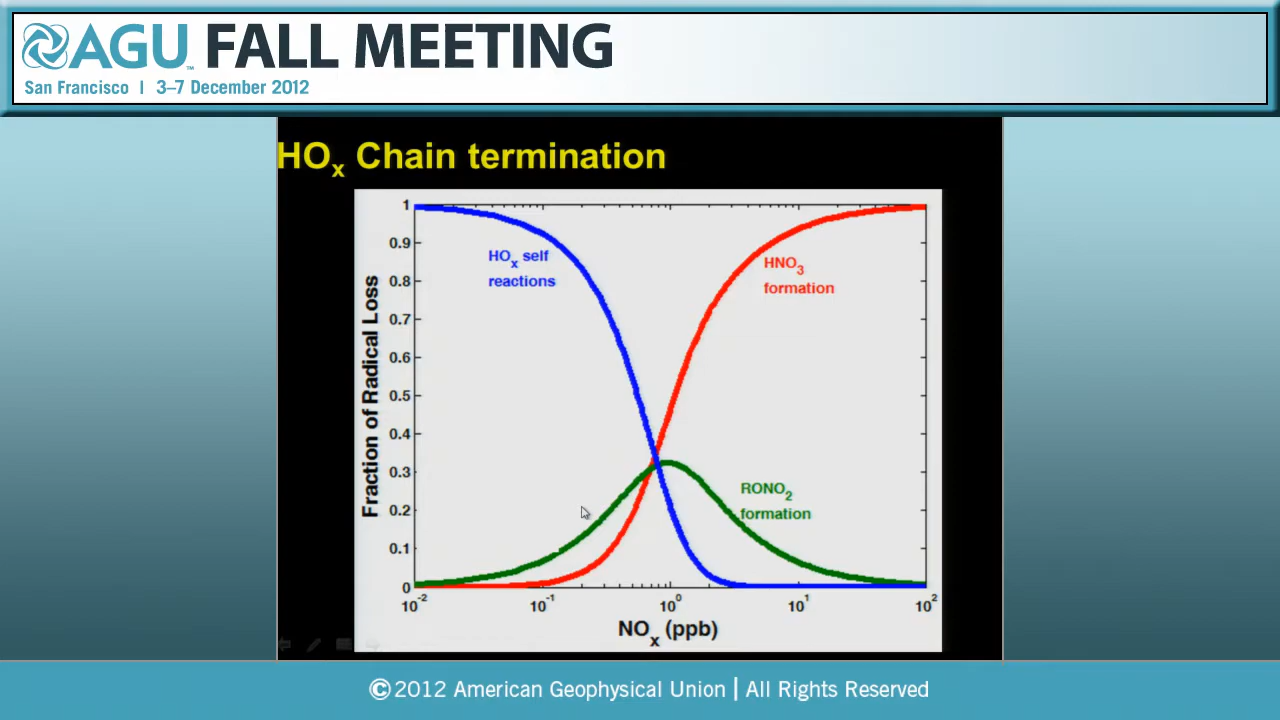 AGU™ FALL MEETING
San Francisco | 3–7 December 2012
HOx Chain termination
1
0.9
0.8
0.7
0.6
0.5
0.4
0.3
0.2
0.1
0
Fraction of Radical Loss
HOx self
reactions
HNO3
formation
RONO2
formation
10-2 10-1 100 101 102
NOx (ppb)
©2012 American Geophysical Union | All Rights Reserved